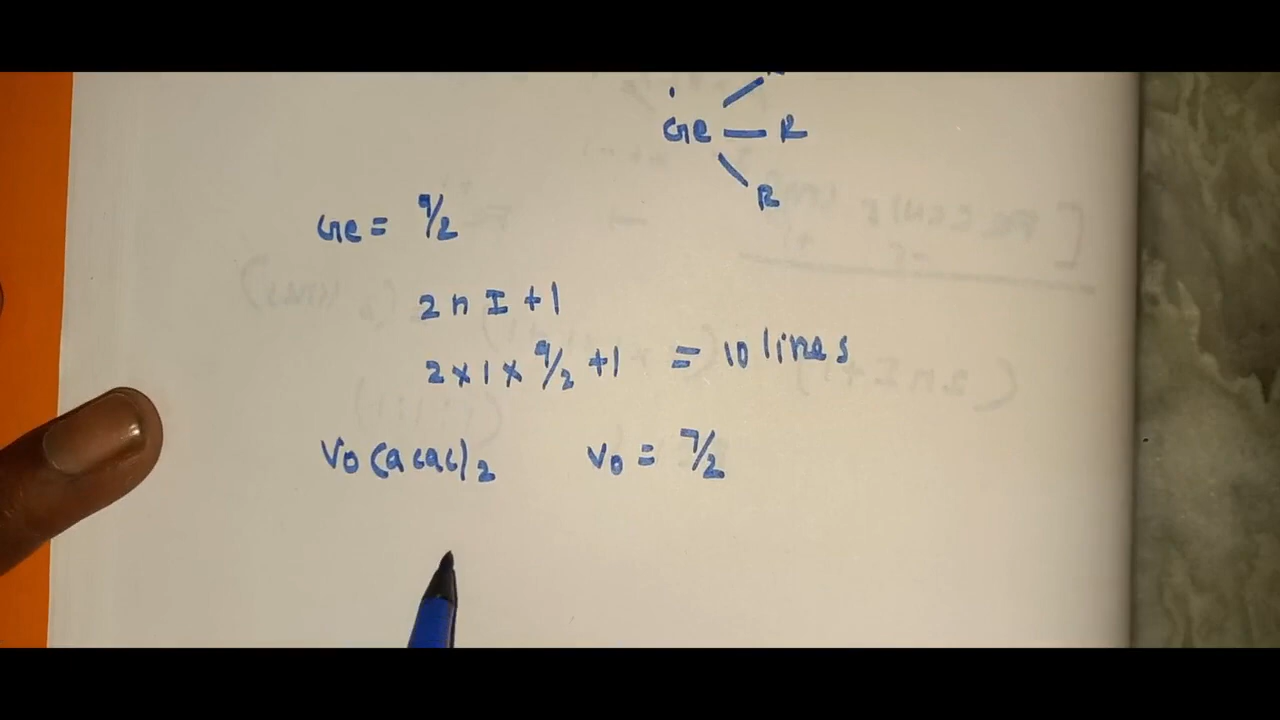 Ge — R
R
Ge = 9/2
2 n I + 1
2 x 1 x 9/2 + 1 = 10 lines
Vo (acac)2 Vo = 7/2